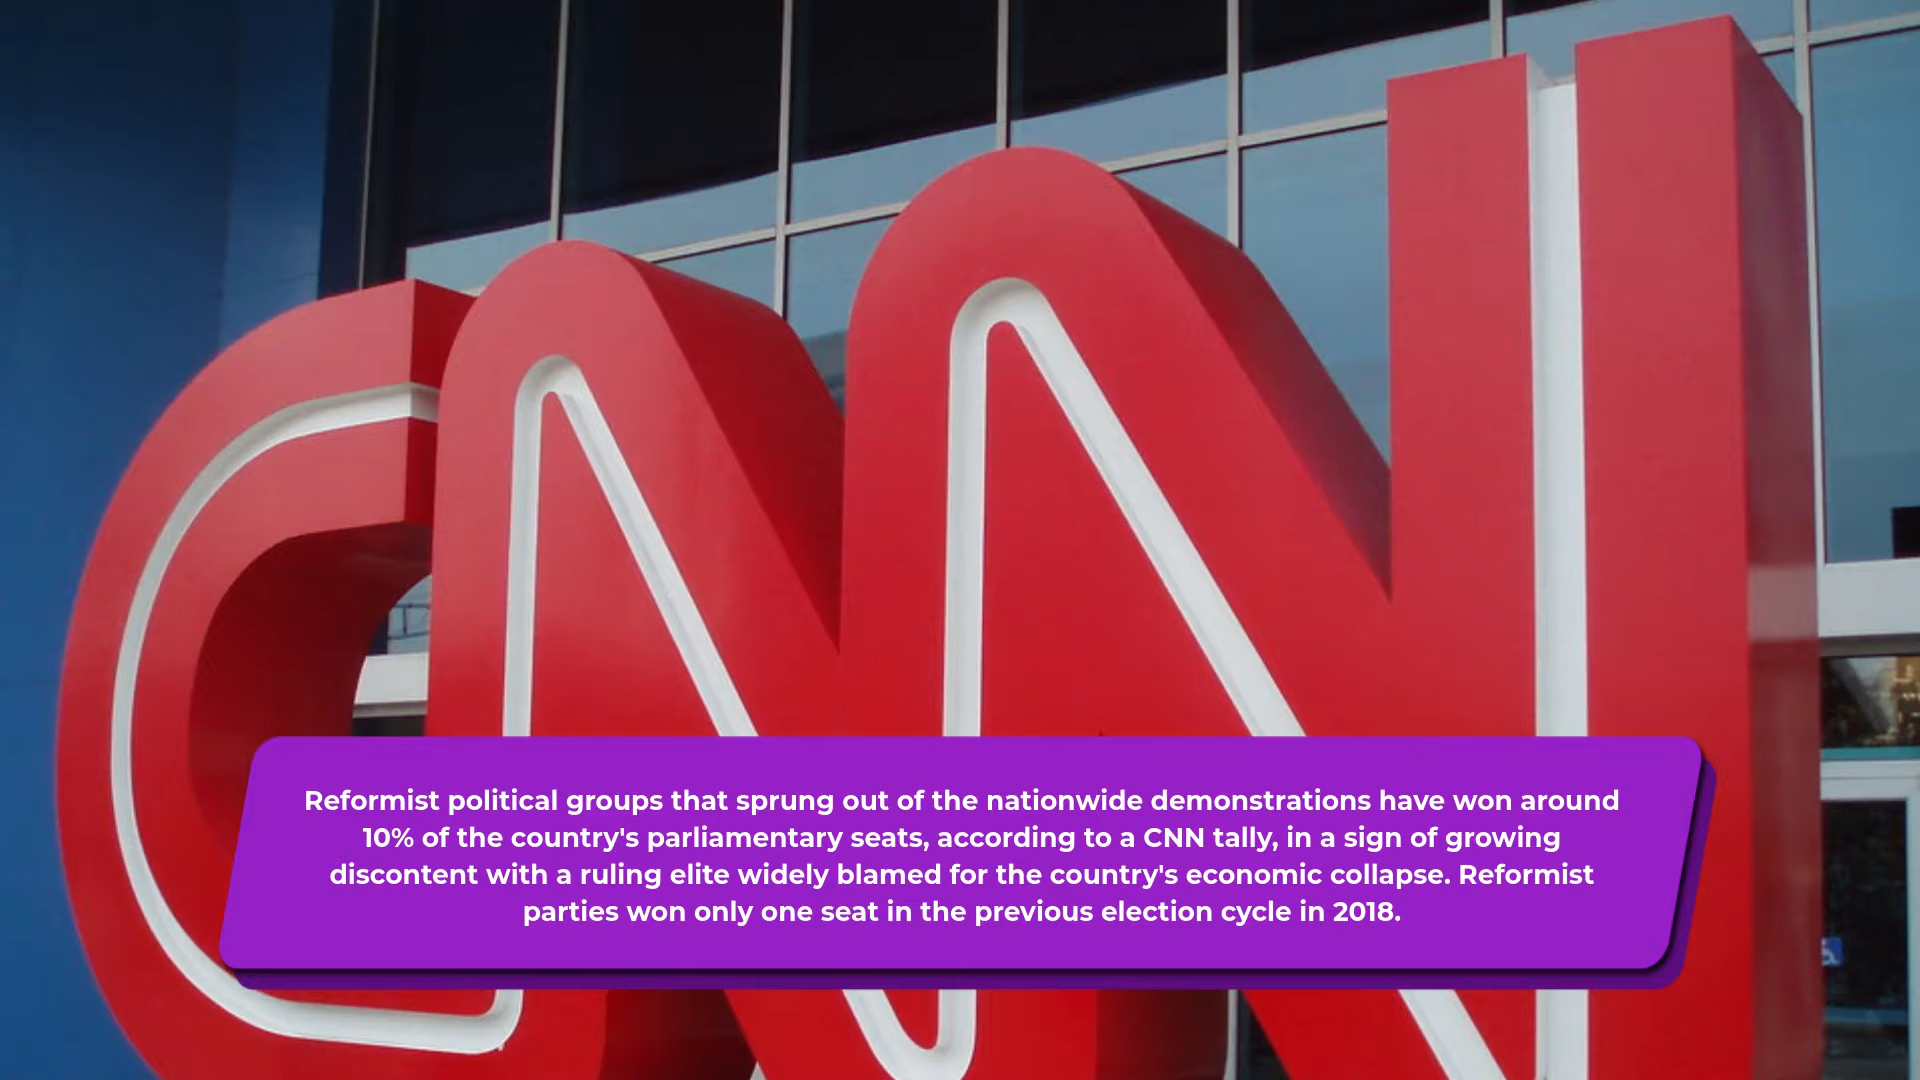 CNN
Reformist political groups that sprung out of the nationwide demonstrations have won around
10% of the country's parliamentary seats, according to a CNN tally, in a sign of growing
discontent with a ruling elite widely blamed for the country's economic collapse. Reformist
parties won only one seat in the previous election cycle in 2018.